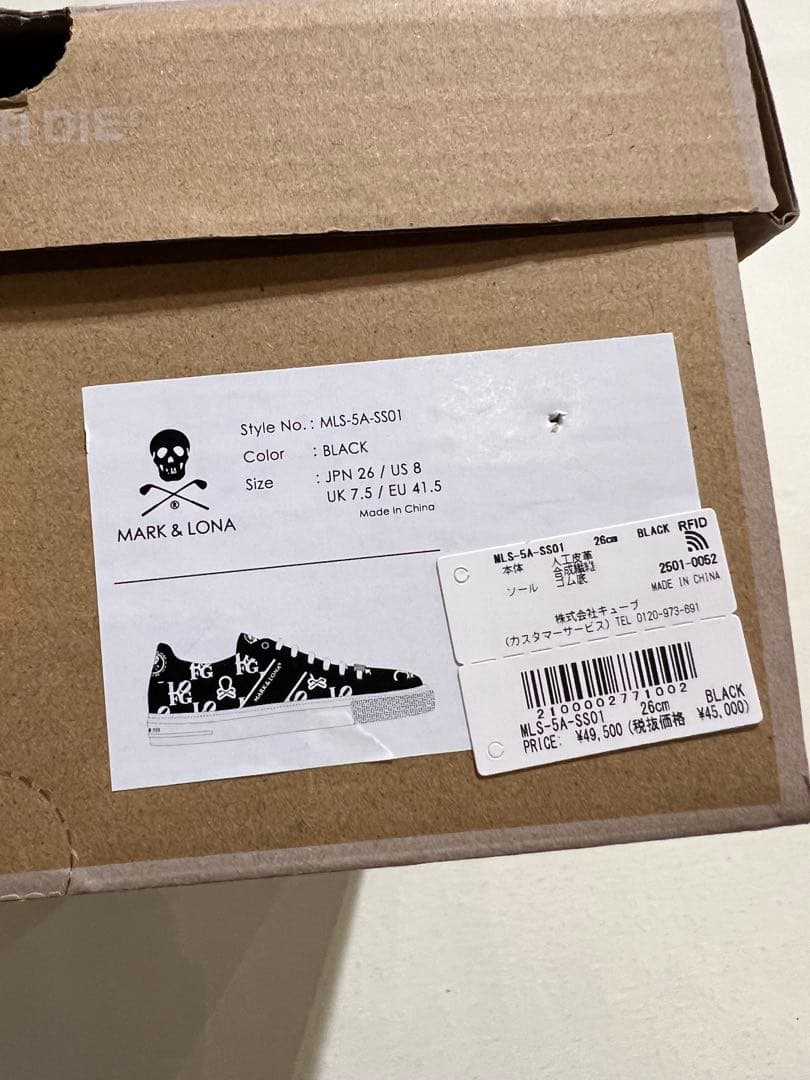 R DIE®
MARK & LONA
®
Style No. : MLS-5A-SS01
Color : BLACK
Size : JPN 26 / US 8
UK 7.5 / EU 41.5
Made in China
FG
MARK & LONA
MLS-5A-SS01 26cm BLACK RFID
本体 人工皮革
合成繊維
ソール ゴム底
2501-0052
MADE IN CHINA
株式会社キューブ
(カスタマーサービス) TEL 0120-973-691
2100002771002
MLS-5A-SS01 26cm BLACK
PRICE: ¥49,500 (税抜価格 ¥45,000)